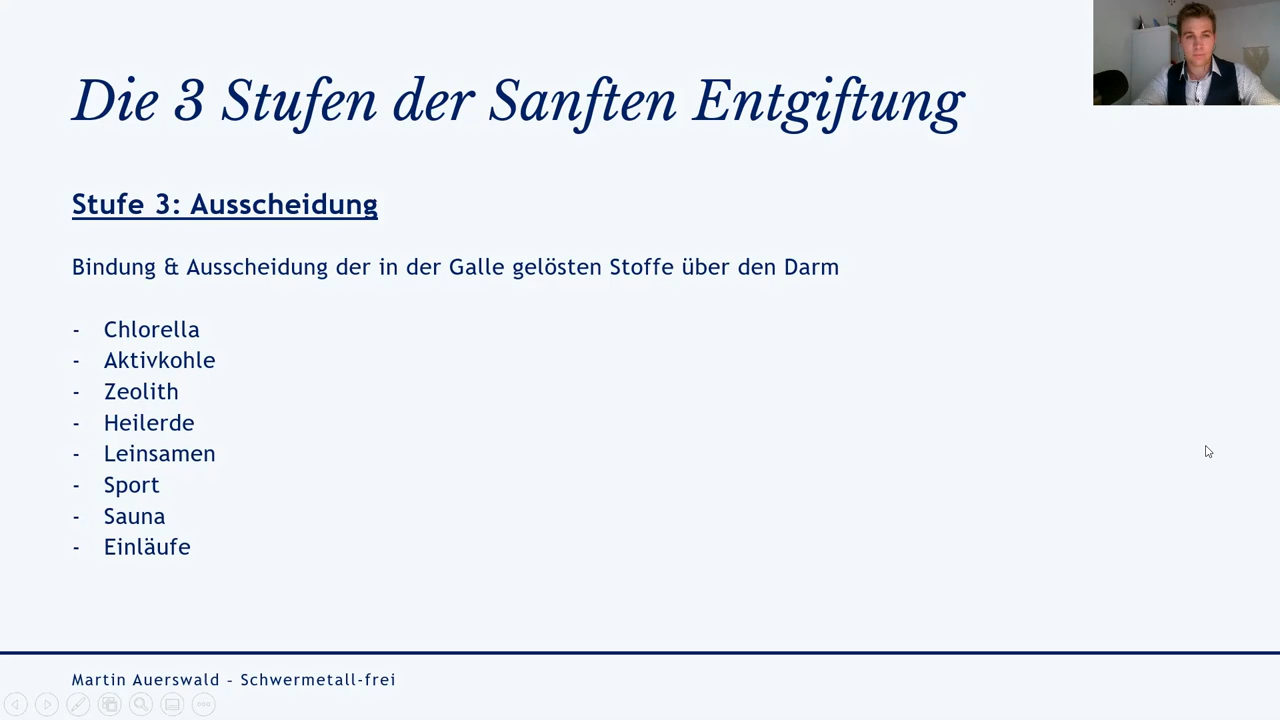 Die 3 Stufen der Sanften Entgiftung
Stufe 3: Ausscheidung
Bindung & Ausscheidung der in der Galle gelösten Stoffe über den Darm
- Chlorella
- Aktivkohle
- Zeolith
- Heilerde
- Leinsamen
- Sport
- Sauna
- Einläufe
Martin Auerswald - Schwermetall-frei